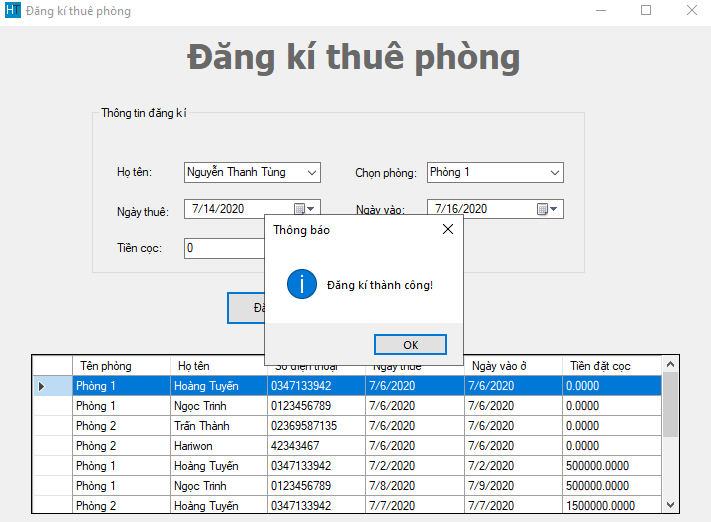 HT Đăng kí thuê phòng
Đăng kí thuê phòng
Thông tin đăng kí
Họ tên: Nguyễn Thanh Tùng Chọn phòng: Phòng 1
Ngày thuê: 7/14/2020 Ngày vào: 7/16/2020
Tiền cọc: 0
Thông báo
Đăng kí thành công!
OK
Tên phòng Họ tên Số điện thoại Ngày thuê Ngày vào ở Tiền đặt cọc
Phòng 1 Hoàng Tuyến 0347133942 7/6/2020 7/6/2020 0.0000
Phòng 1 Ngọc Trinh 0123456789 7/6/2020 7/6/2020 0.0000
Phòng 2 Trấn Thành 02369587135 7/6/2020 7/6/2020 0.0000
Phòng 2 Hariwon 42343467 7/6/2020 7/6/2020 0.0000
Phòng 1 Hoàng Tuyến 0347133942 7/2/2020 7/2/2020 500000.0000
Phòng 1 Ngọc Trinh 0123456789 7/8/2020 7/9/2020 500000.0000
Phòng 2 Hoàng Tuyến 0347133942 7/7/2020 7/7/2020 1500000.0000